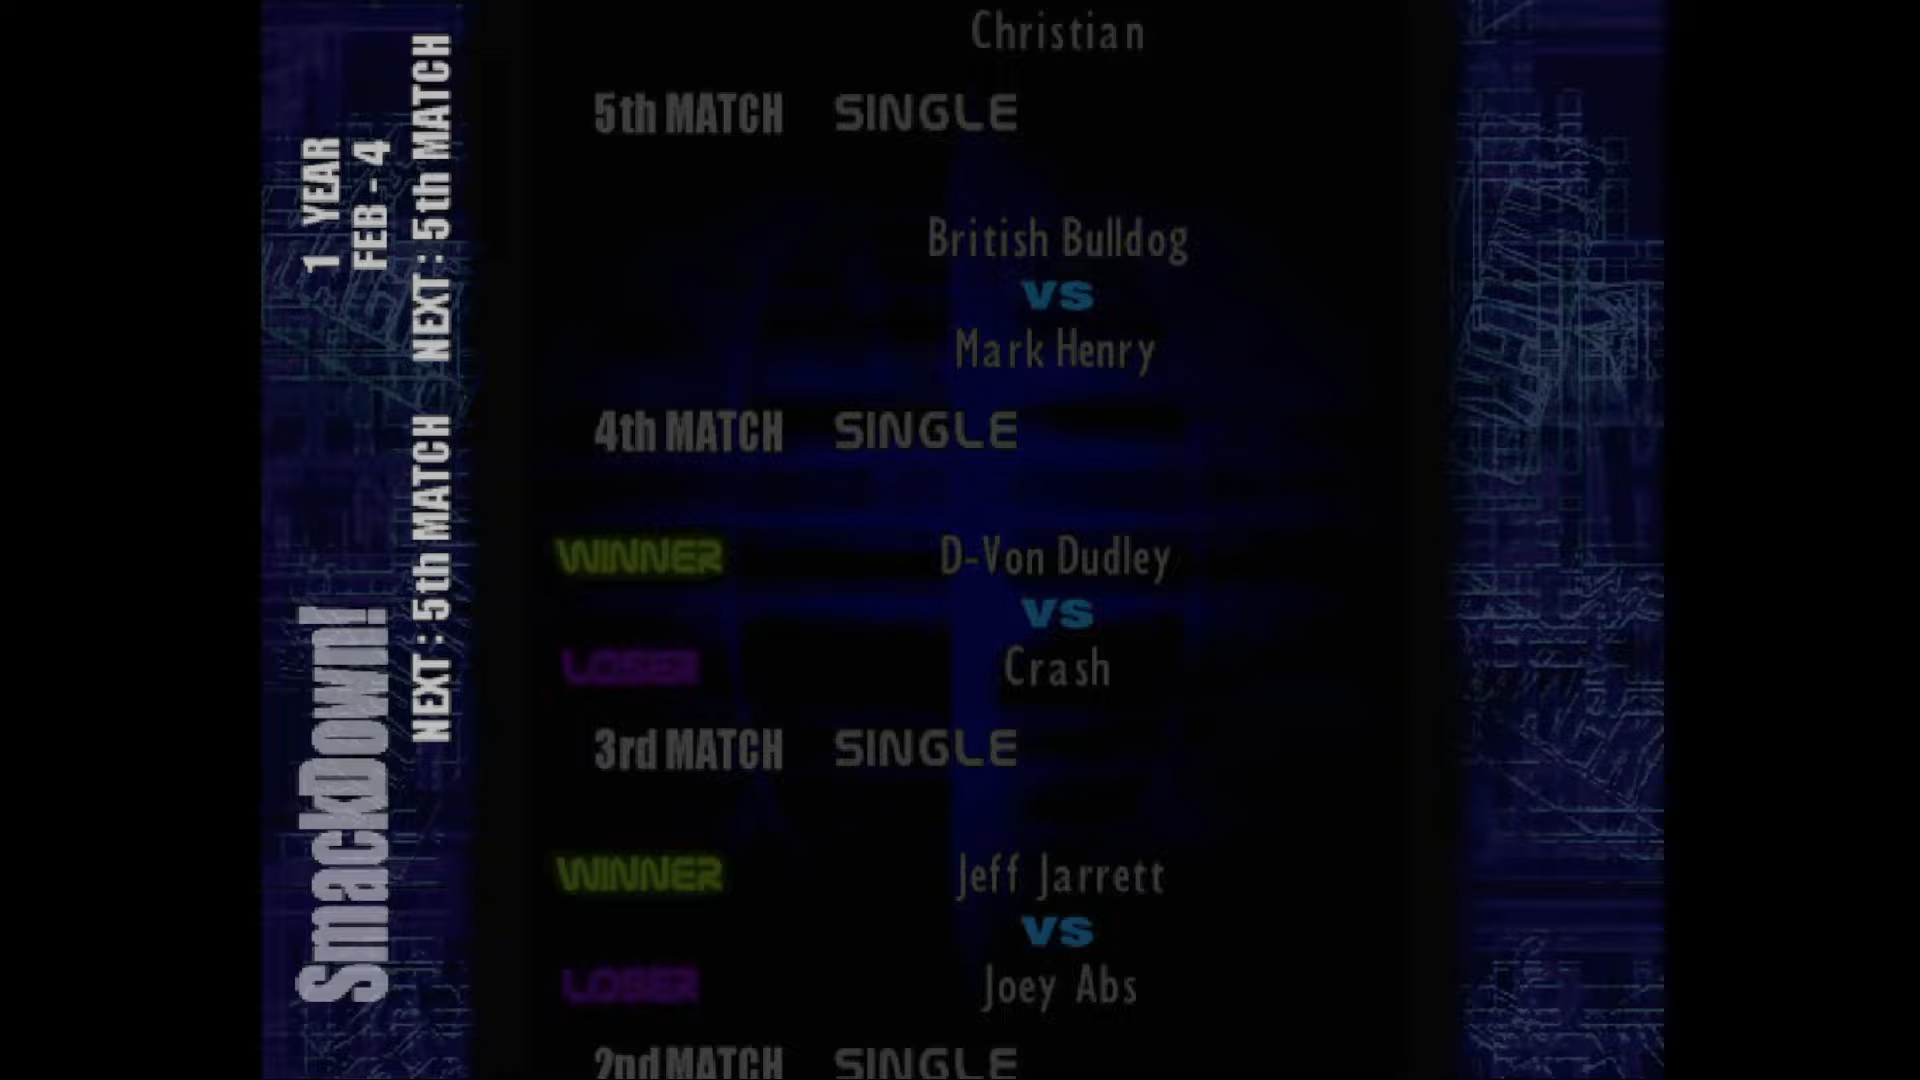 Christian
5th MATCH SINGLE
British Bulldog
VS
Mark Henry
4th MATCH SINGLE
WINNER D-Von Dudley
VS
LOSER Crash
3rd MATCH SINGLE
WINNER Jeff Jarrett
VS
LOSER Joey Abs
2nd MATCH SINGLE
SmackDown!
1 YEAR
FEB - 4
NEXT : 5th MATCH NEXT : 5th MATCH